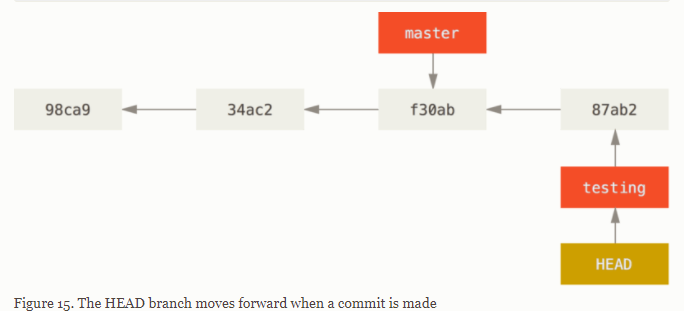 master
98ca9 34ac2 f30ab 87ab2
testing
HEAD
Figure 15. The HEAD branch moves forward when a commit is made